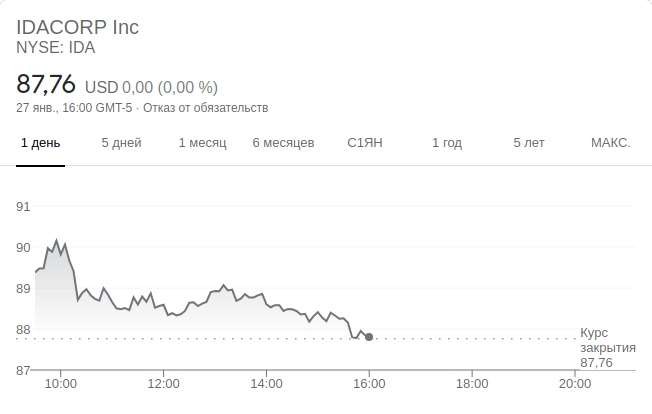 IDACORP Inc
NYSE: IDA
87,76 USD 0,00 (0,00 %)
27 янв., 16:00 GMT-5 · Отказ от обязательств
1 день 5 дней 1 месяц 6 месяцев С1ЯН 1 год 5 лет МАКС.
91
90
89
88
87
Курс
закрытия
87,76
10:00 12:00 14:00 16:00 18:00 20:00